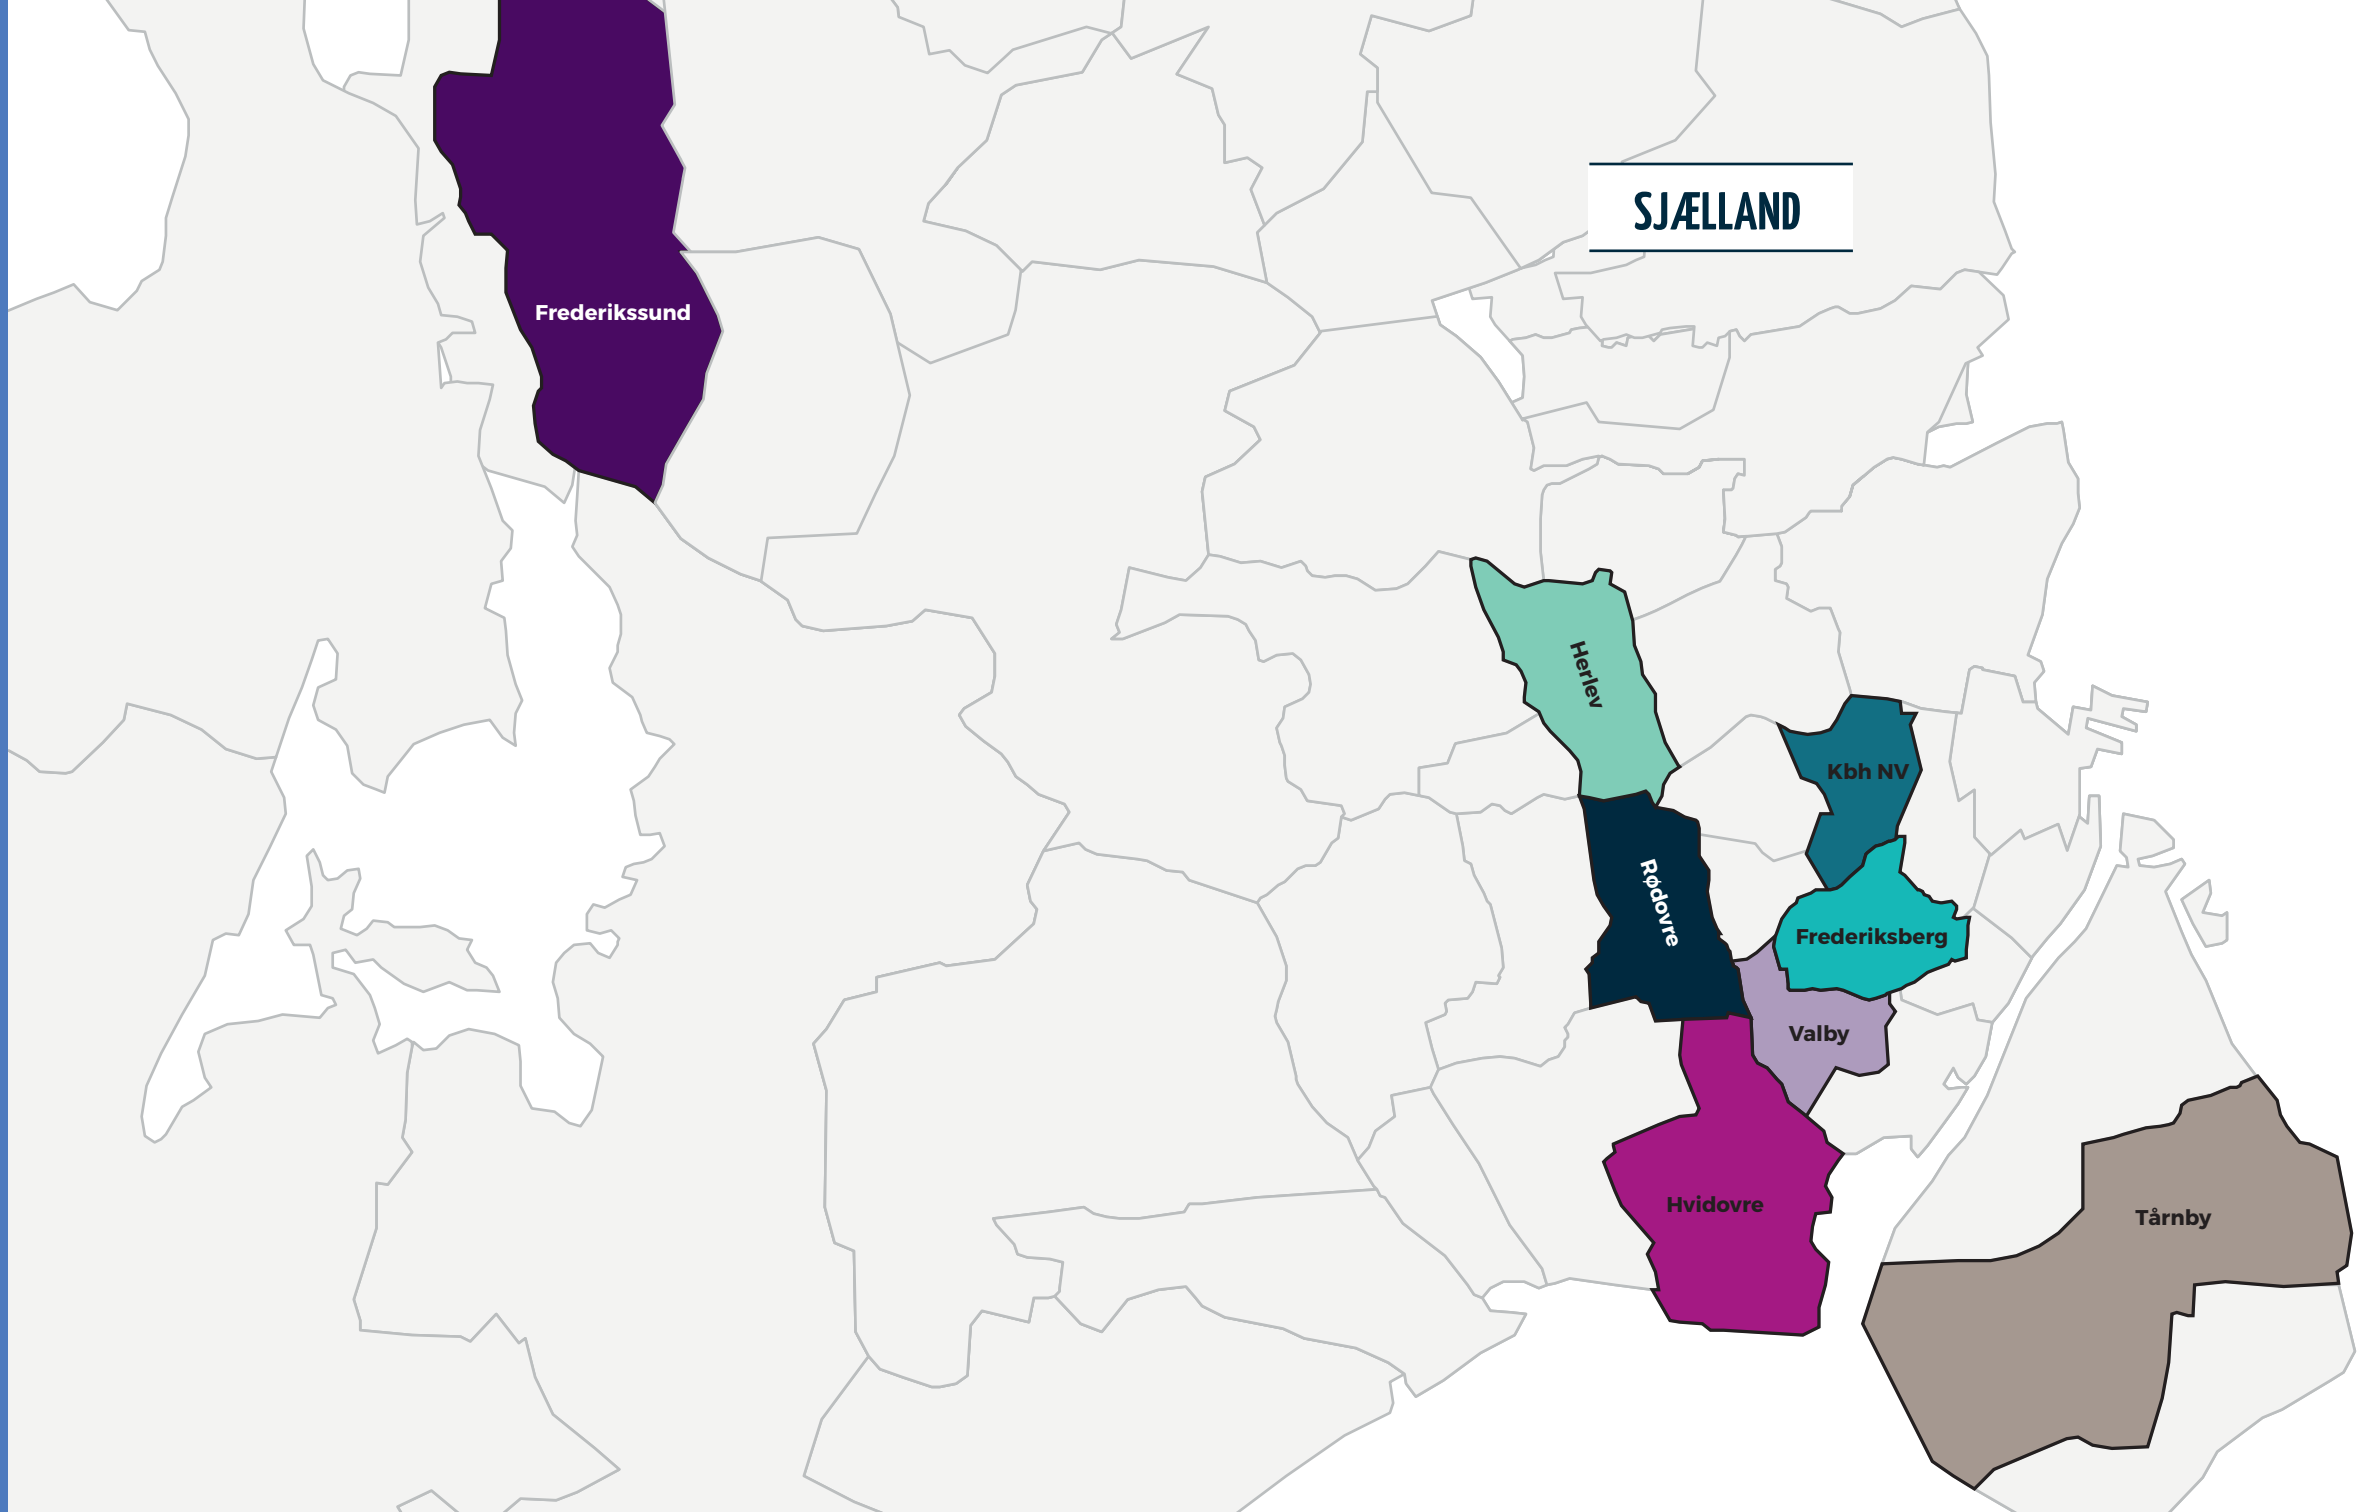 SJÆLLAND
Frederikssund
Herlev
Kbh NV
Rødovre
Frederiksberg
Valby
Hvidovre
Tårnby